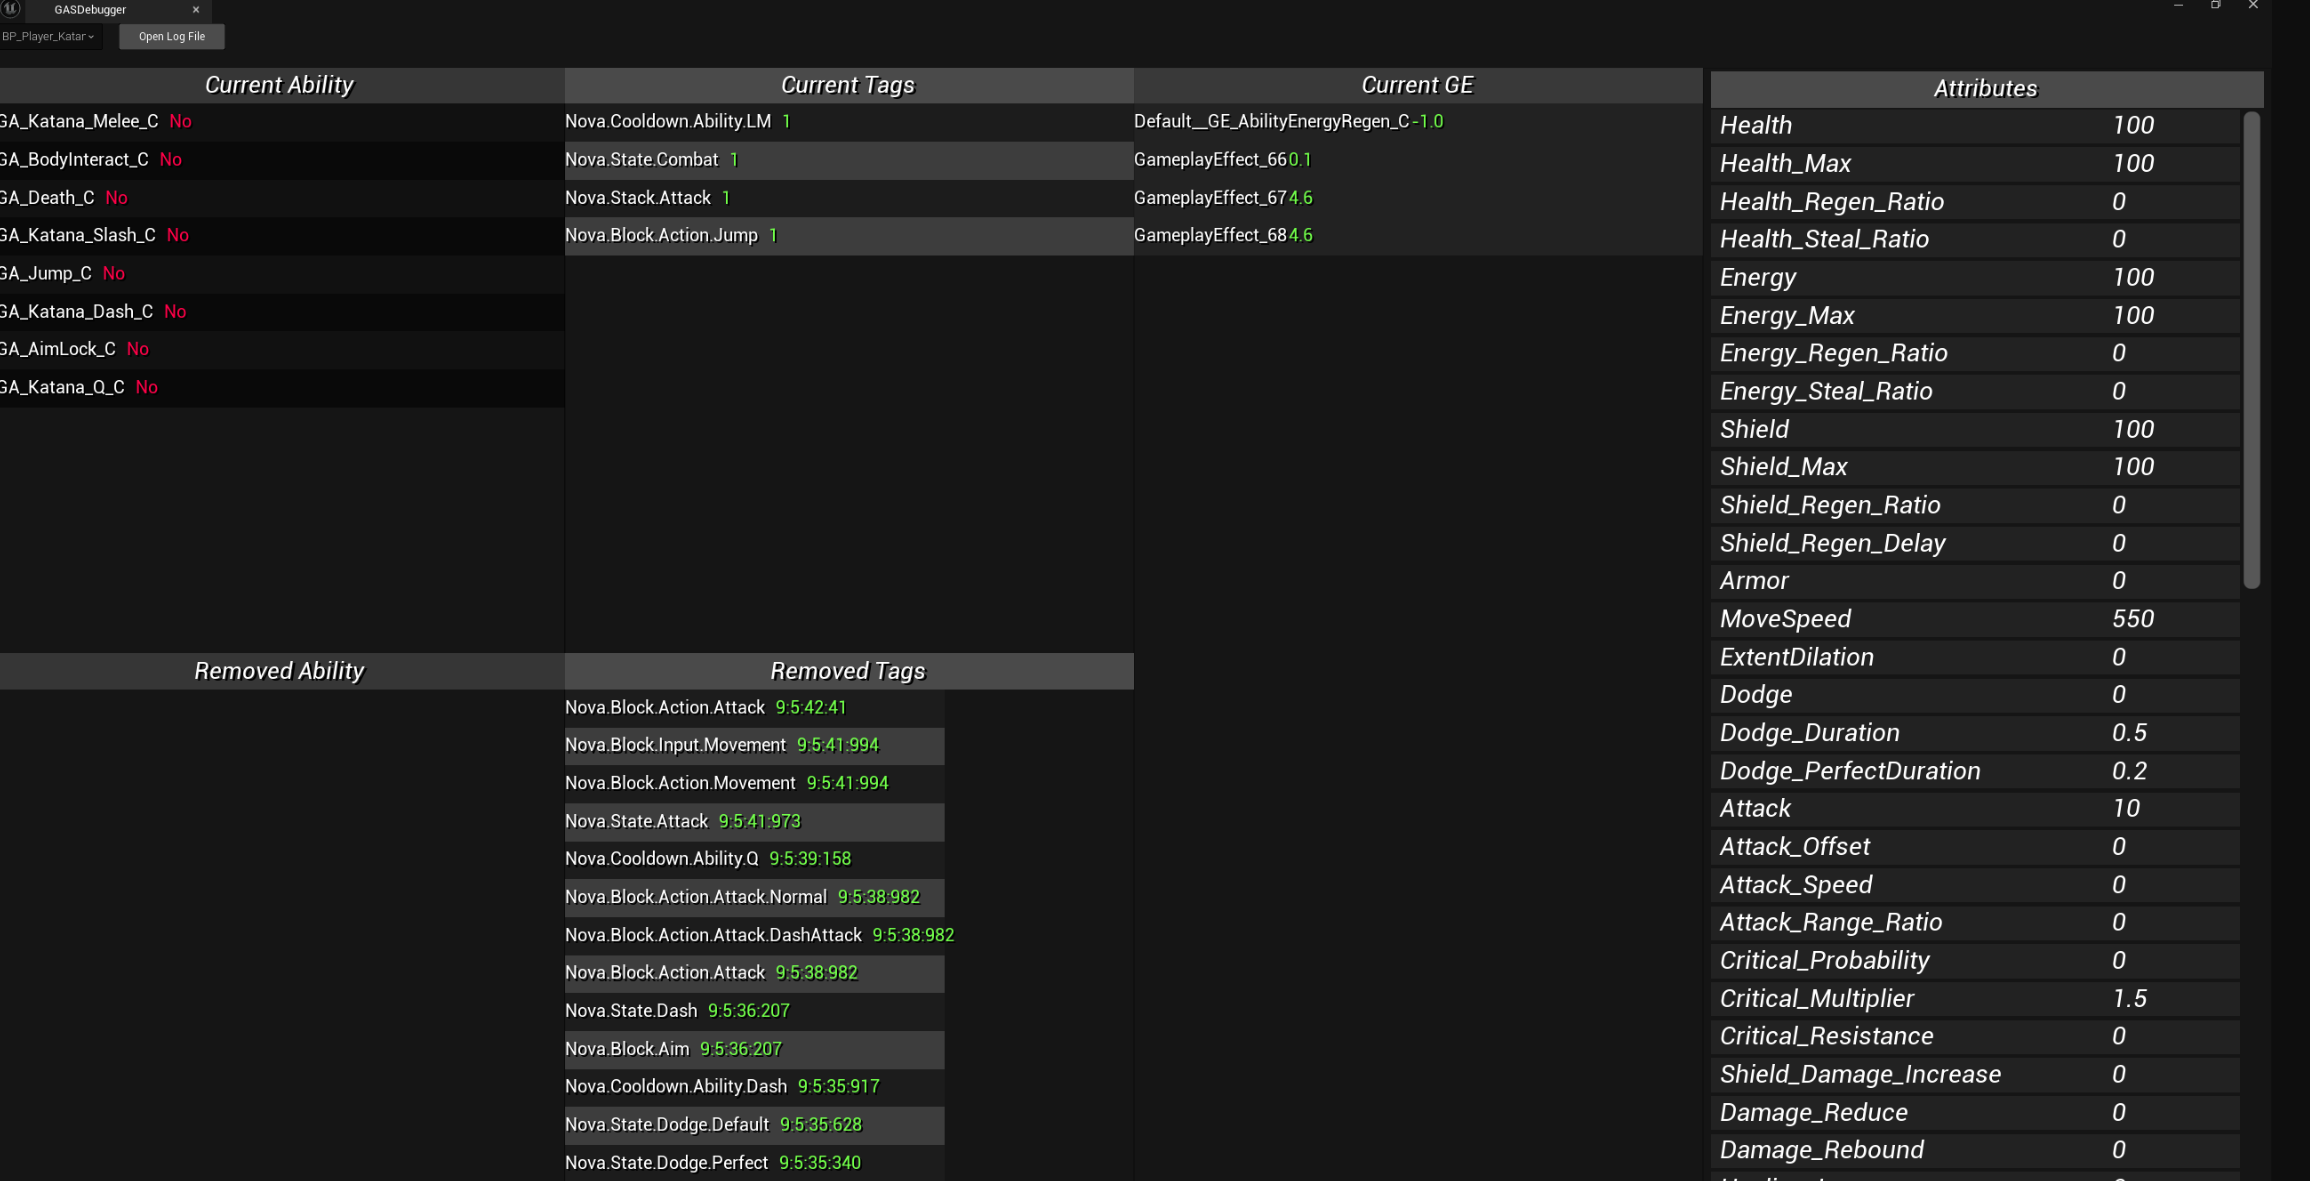 GASDebugger
BP_Player_Katar
Open Log File
Current Ability
GA_Katana_Melee_C No
GA_BodyInteract_C No
GA_Death_C No
GA_Katana_Slash_C No
GA_Jump_C No
GA_Katana_Dash_C No
GA_AimLock_C No
GA_Katana_Q_C No
Removed Ability
Current Tags
Nova.Cooldown.Ability.LM 1
Nova.State.Combat 1
Nova.Stack.Attack 1
Nova.Block.Action.Jump 1
Removed Tags
Nova.Block.Action.Attack 9:5:42:41
Nova.Block.Input.Movement 9:5:41:994
Nova.Block.Action.Movement 9:5:41:994
Nova.State.Attack 9:5:41:973
Nova.Cooldown.Ability.Q 9:5:39:158
Nova.Block.Action.Attack.Normal 9:5:38:982
Nova.Block.Action.Attack.DashAttack 9:5:38:982
Nova.Block.Action.Attack 9:5:38:982
Nova.State.Dash 9:5:36:207
Nova.Block.Aim 9:5:36:207
Nova.Cooldown.Ability.Dash 9:5:35:917
Nova.State.Dodge.Default 9:5:35:628
Nova.State.Dodge.Perfect 9:5:35:340
Current GE
Default__GE_AbilityEnergyRegen_C-1.0
GameplayEffect_660.1
GameplayEffect_674.6
GameplayEffect_684.6
Attributes
Health 100
Health_Max 100
Health_Regen_Ratio 0
Health_Steal_Ratio 0
Energy 100
Energy_Max 100
Energy_Regen_Ratio 0
Energy_Steal_Ratio 0
Shield 100
Shield_Max 100
Shield_Regen_Ratio 0
Shield_Regen_Delay 0
Armor 0
MoveSpeed 550
ExtentDilation 0
Dodge 0
Dodge_Duration 0.5
Dodge_PerfectDuration 0.2
Attack 10
Attack_Offset 0
Attack_Speed 0
Attack_Range_Ratio 0
Critical_Probability 0
Critical_Multiplier 1.5
Critical_Resistance 0
Shield_Damage_Increase 0
Damage_Reduce 0
Damage_Rebound 0